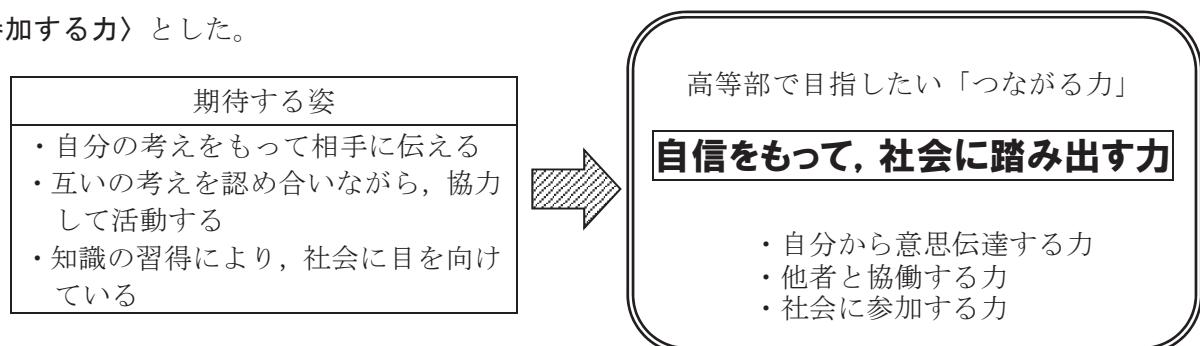 加する力〉とした。
期待する姿
・自分の考えをもって相手に伝える
・互いの考えを認め合いながら，協力
して活動する
・知識の習得により，社会に目を向け
ている
高等部で目指したい「つながる力」
自信をもって，社会に踏み出す力
・自分から意思伝達する力
・他者と協働する力
・社会に参加する力